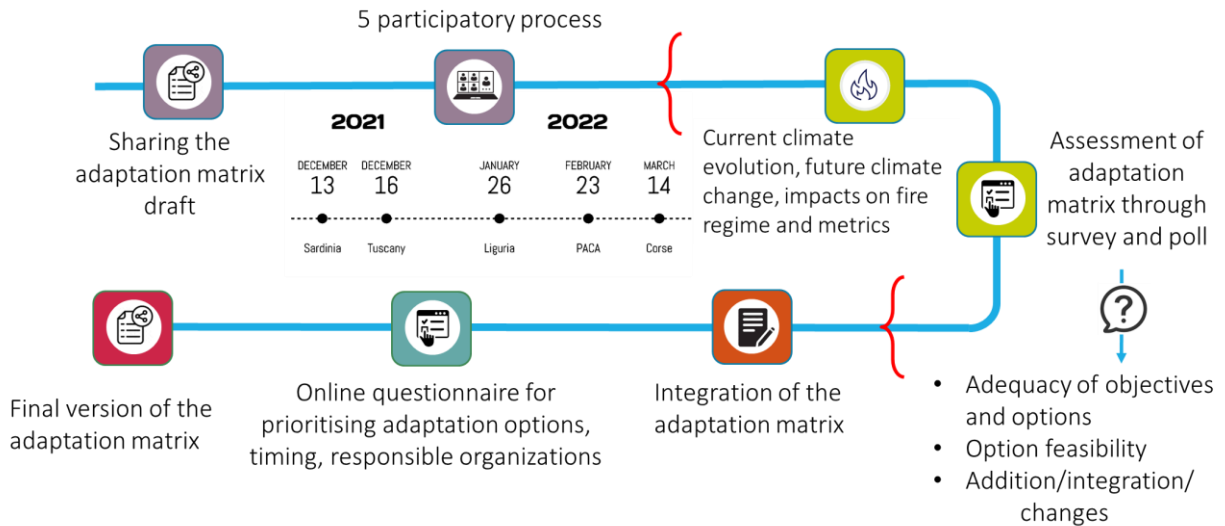 5 participatory process
Sharing the
adaptation matrix
draft
2021
2022
DECEMBER
13
DECEMBER
16
JANUARY
26
FEBRUARY
23
MARCH
14
Sardinia
Tuscany
Liguria
PACA
Corse
Current climate
evolution, future climate
change, impacts on fire
regime and metrics
Assessment of
adaptation
matrix through
survey and poll
?
• Adequacy of objectives
and options
• Option feasibility
• Addition/integration/
changes
Integration of the
adaptation matrix
Online questionnaire for
prioritising adaptation options,
timing, responsible organizations
Final version of the
adaptation matrix